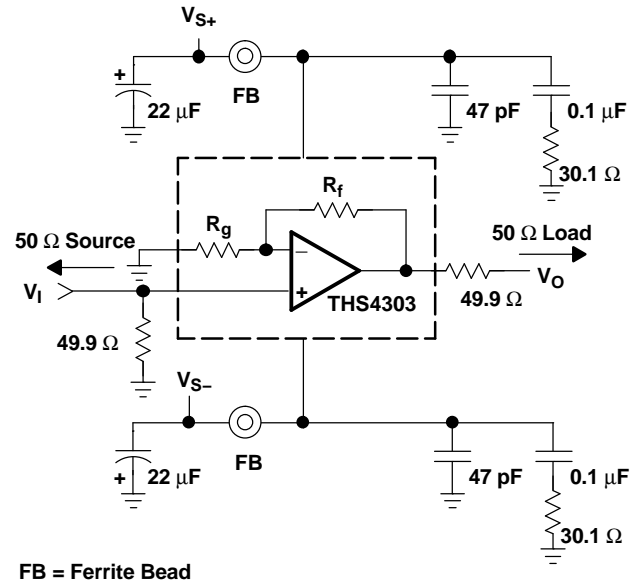 VS+
+
22 µF
FB
47 pF
0.1 µF
30.1 Ω
Rf
Rg
50 Ω Source
50 Ω Load
−
VI
+
THS4303
VO
49.9 Ω
49.9 Ω
VS−
FB
+
22 µF
47 pF
0.1 µF
30.1 Ω
FB = Ferrite Bead